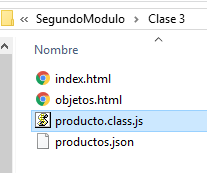 « SegundoModulo › Clase 3
Nombre
index.html
objetos.html
producto.class.js
productos.json